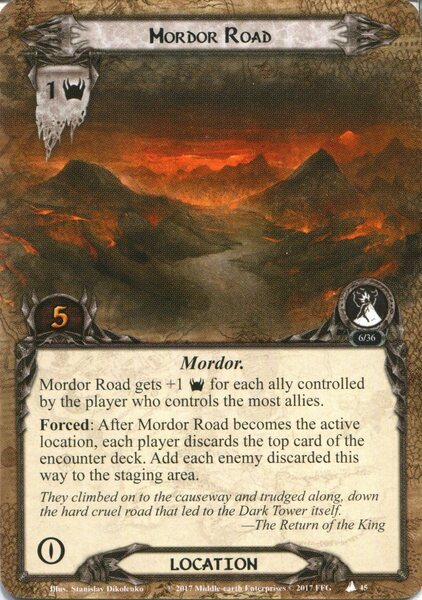 MORDOR ROAD
1
5
6/36
Mordor.
Mordor Road gets +1 for each ally controlled
by the player who controls the most allies.
Forced: After Mordor Road becomes the active
location, each player discards the top card of the
encounter deck. Add each enemy discarded this
way to the staging area.
They climbed on to the causeway and trudged along, down
the hard cruel road that led to the Dark Tower itself.
—The Return of the King
LOCATION
Illus. Stanislav Dikolenko © 2017 Middle-earth Enterprises © 2017 FFG 45